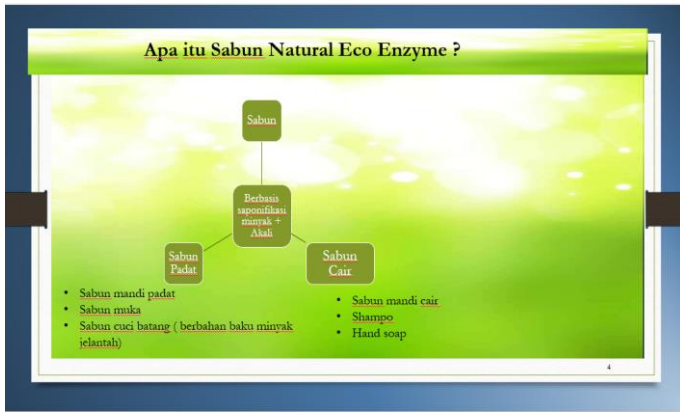 Apa itu Sabun Natural Eco Enzyme ?
Sabun
Berbasis
saponifikasi
minyak +
Akali
Sabun
Padat
Sabun
Cair
• Sabun mandi padat
• Sabun muka
• Sabun cuci batang ( berbahan baku minyak
jelantah)
• Sabun mandi cair
• Shampo
• Hand soap
4